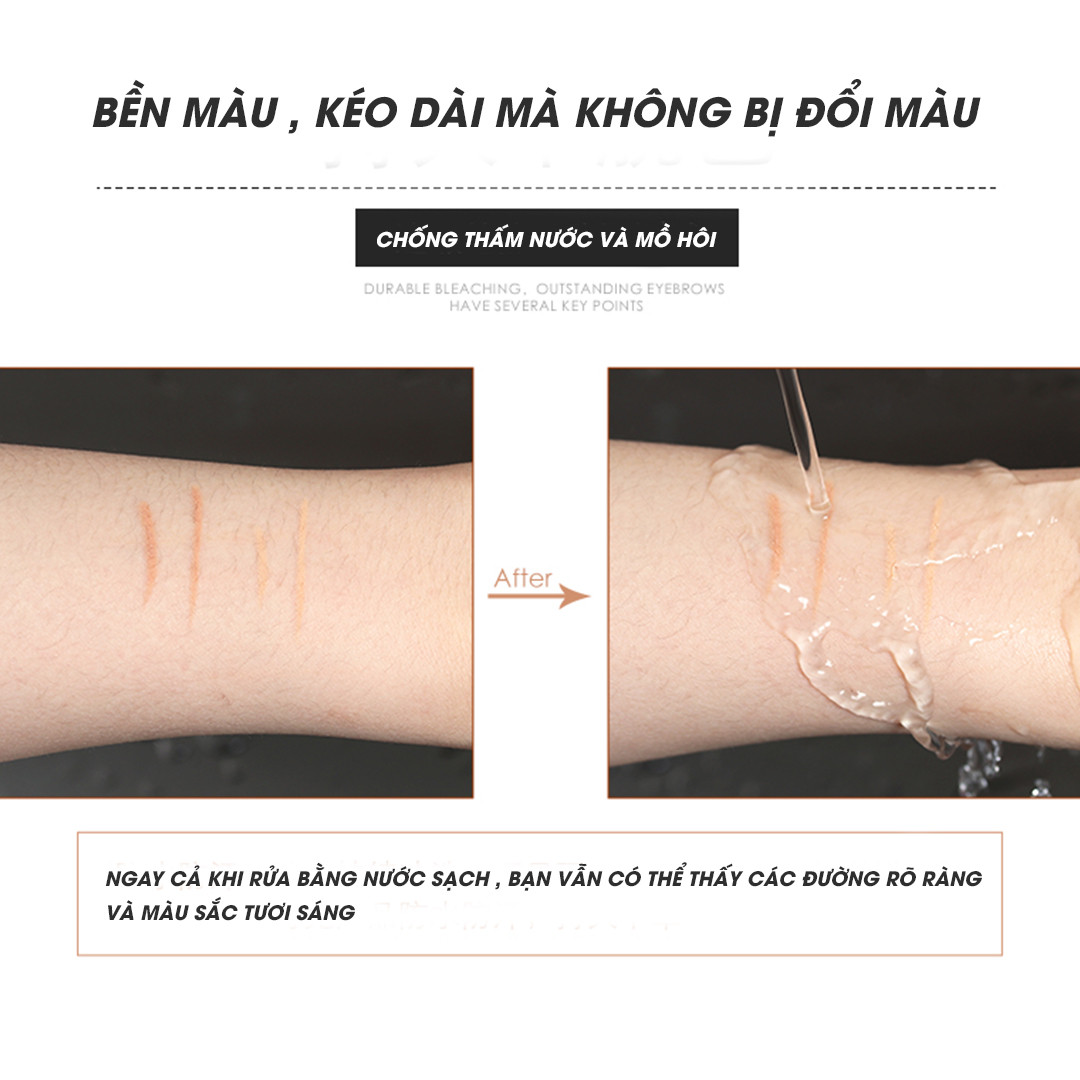 BỀN MÀU , KÉO DÀI MÀ KHÔNG BỊ ĐỔI MÀU
CHỐNG THẤM NƯỚC VÀ MỒ HÔI
DURABLE BLEACHING, OUTSTANDING EYEBROWS
HAVE SEVERAL KEY POINTS
After
NGAY CẢ KHI RỬA BẰNG NƯỚC SẠCH , BẠN VẪN CÓ THỂ THẤY CÁC ĐƯỜNG RÕ RÀNG
VÀ MÀU SẮC TƯƠI SÁNG